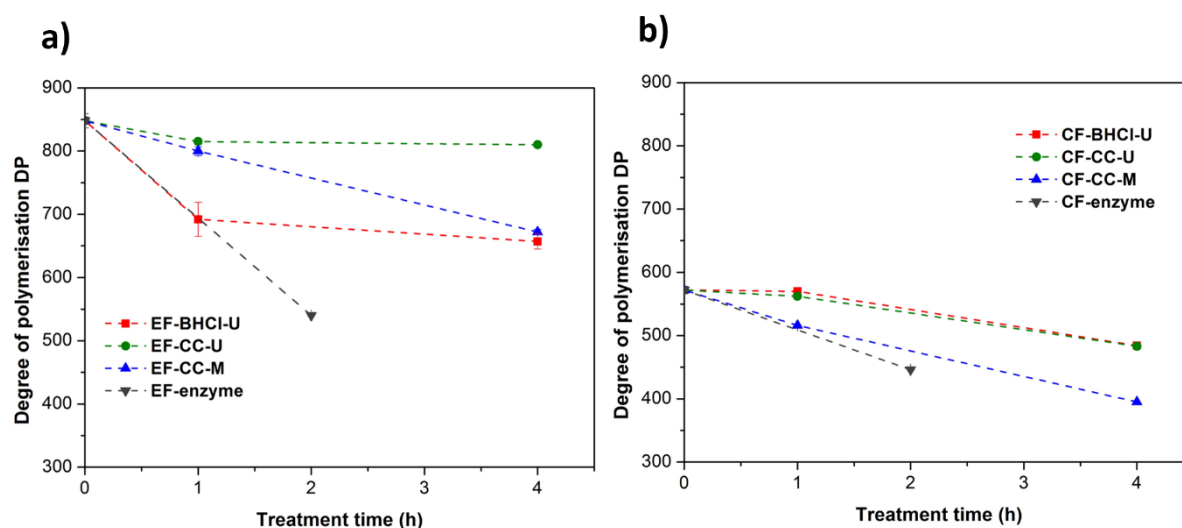 a)
900
800
700
600
500
400
300
Degree of polymerisation DP
EF-BHCl-U
EF-CC-U
EF-CC-M
EF-enzyme
0 1 2 3 4
Treatment time (h)
b)
900
800
700
600
500
400
300
Degree of polymerisation DP
CF-BHCl-U
CF-CC-U
CF-CC-M
CF-enzyme
0 1 2 3 4
Treatment time (h)